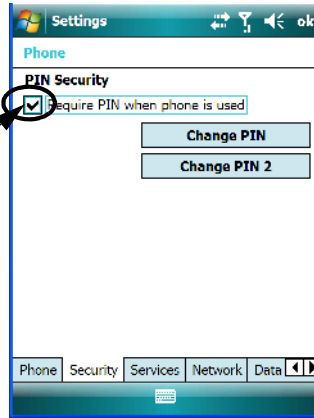 Settings ok
Phone
PIN Security
Require PIN when phone is used
Change PIN
Change PIN 2
Phone Security Services Network Data